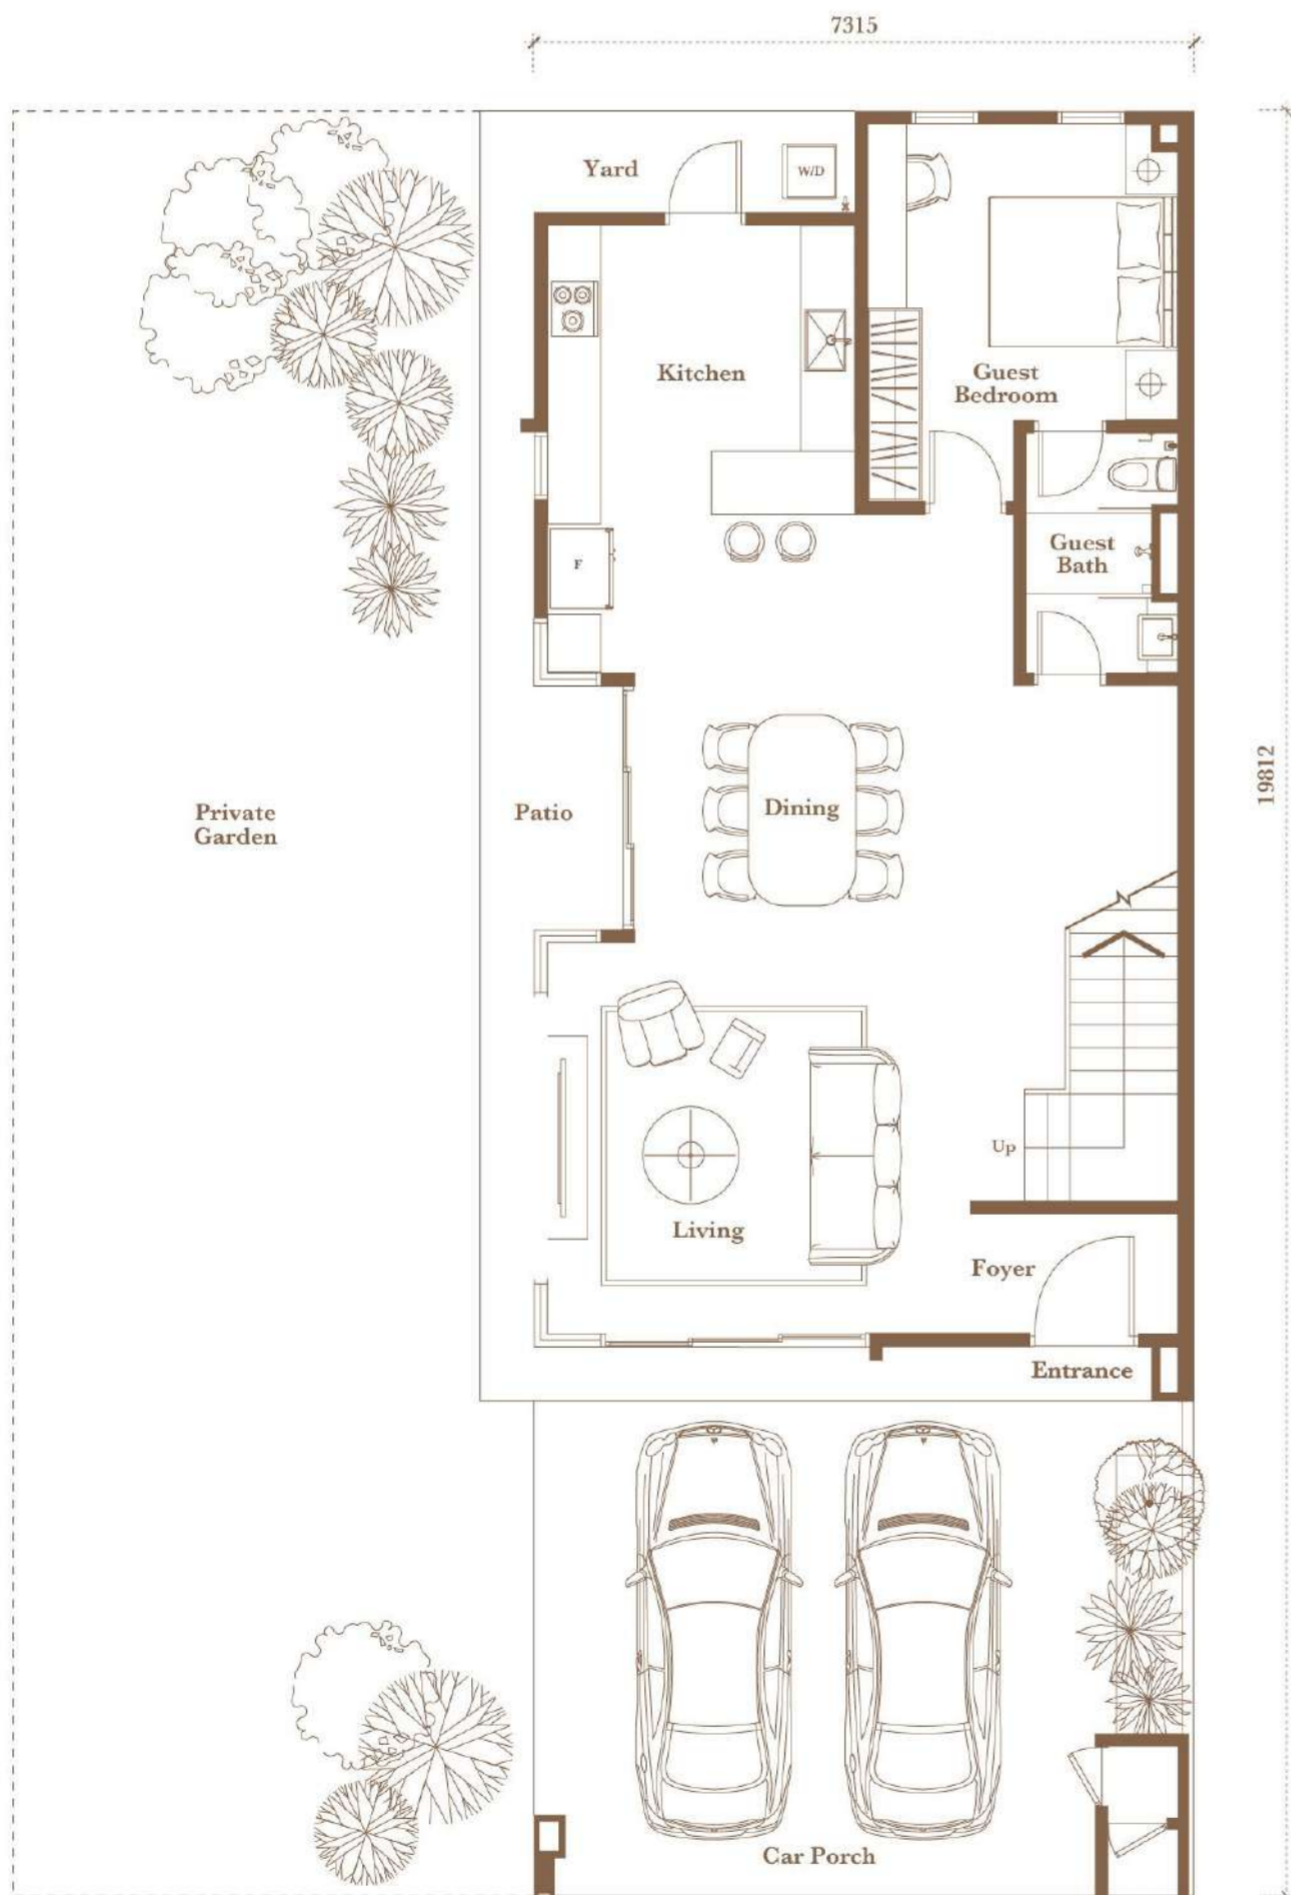 7315
Yard
W/D
Kitchen
Guest
Bedroom
Guest
Bath
F
19812
Private
Garden
Patio
Dining
Up
Living
Foyer
Entrance
Car Porch